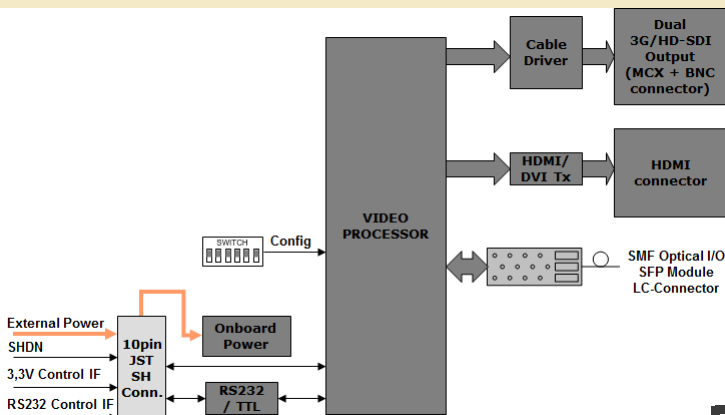 Cable
Driver
Dual
3G/HD-SDI
Output
(MCX + BNC
connector)
HDMI/
DVI Tx
HDMI
connector
VIDEO
PROCESSOR
SWITCH
Config
SMF Optical I/O
SFP Module
LC-Connector
External Power
SHDN
3,3V Control IF
RS232 Control IF
10pin
JST
SH
Conn.
Onboard
Power
RS232
/ TTL